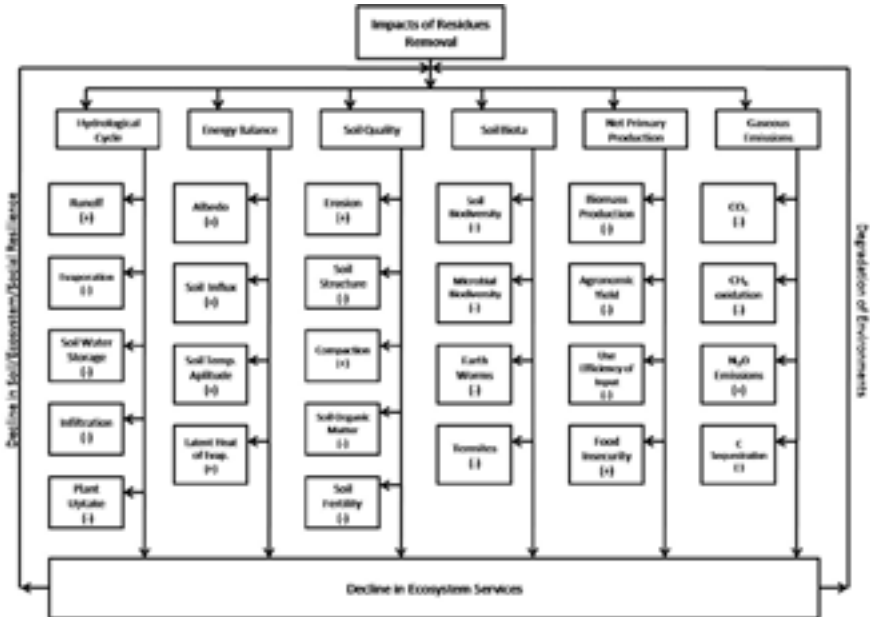 Impacts of Residues
Removal
Hydrological
Cycle
Energy Balance
Soil Quality
Soil Biota
Net Primary
Production
Gaseous
Emissions
Runoff
(+)
Evaporation
(-)
Soil Water
Storage
(-)
Infiltration
(-)
Plant
Uptake
(-)
Albedo
(+)
Soil Influx
(+)
Soil Temp.
Aplitude
(+)
Latent Heat
of Evap.
(+)
Erosion
(+)
Soil
Structure
(-)
Compaction
(+)
Soil Organic
Matter
(-)
Soil
Fertility
(-)
Soil
Biodiversity
(-)
Microbial
Biodiversity
(-)
Earth
Worms
(-)
Termites
(-)
Biomass
Production
(-)
Agronomic
Yield
(-)
Use
Efficiency of
Input
(-)
Food
Insecurity
(+)
CO₂
(-)
CH₄
oxidation
(-)
N₂O
Emissions
(+)
C
Sequestration
(-)
Decline in Soil/Ecosystem/Social Resilience
Degradation of Environments
Decline in Ecosystem Services